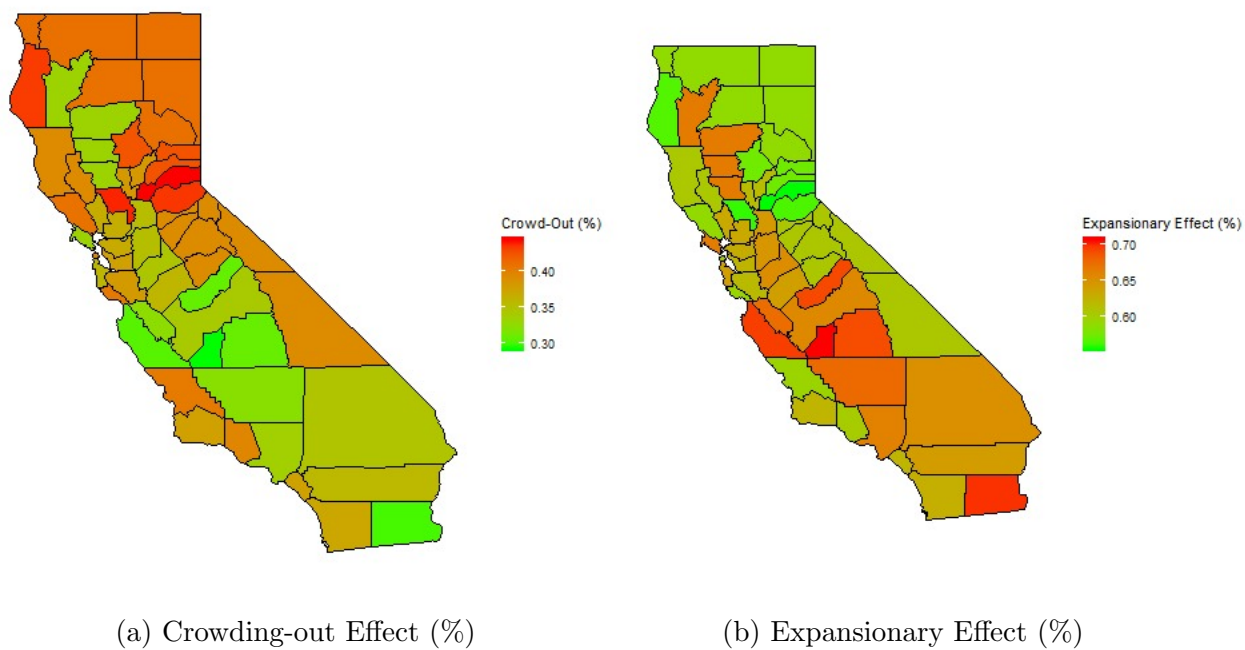 Crowd-Out (%)
0.40
0.35
0.30
Expansionary Effect (%)
0.70
0.65
0.60
(a) Crowding-out Effect (%)
(b) Expansionary Effect (%)